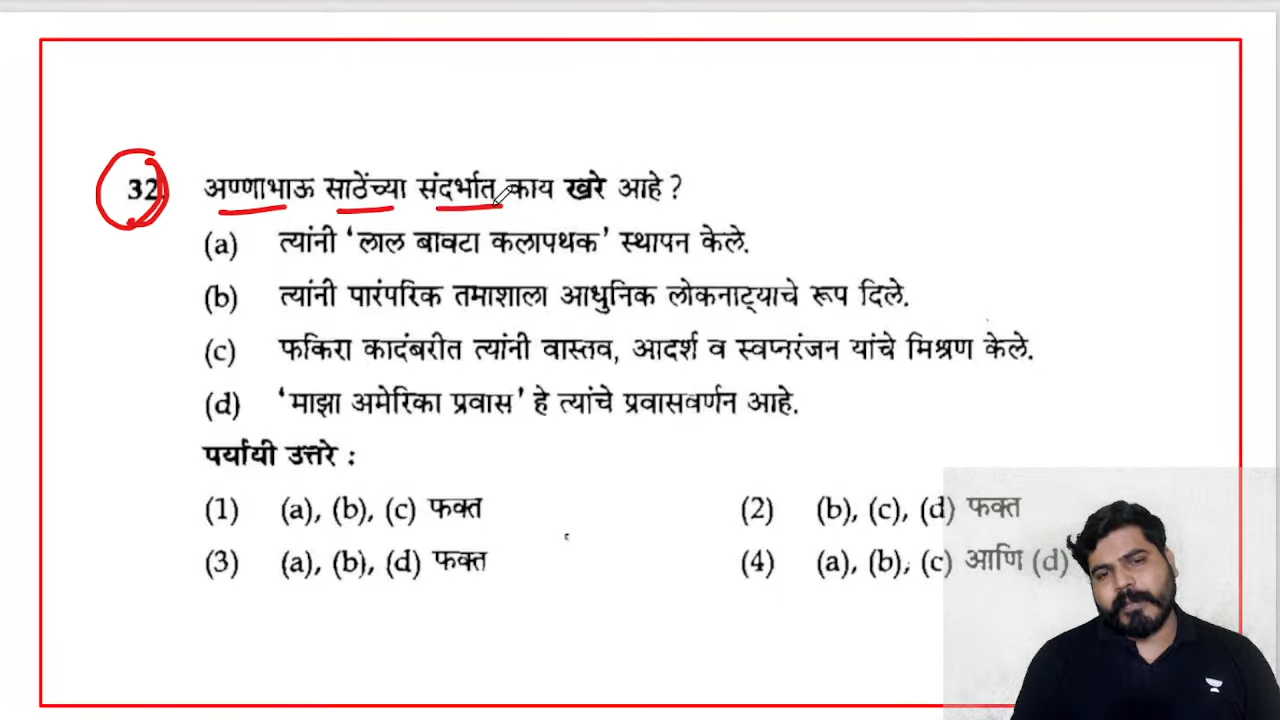 32. अण्णाभाऊ साठेंच्या संदर्भात काय खरे आहे ?
(a) त्यांनी ‘लाल बावटा कलापथक’ स्थापन केले.
(b) त्यांनी पारंपरिक तमाशाला आधुनिक लोकनाट्याचे रूप दिले.
(c) फकिरा कादंबरीत त्यांनी वास्तव, आदर्श व स्वप्नरंजन यांचे मिश्रण केले.
(d) ‘माझा अमेरिका प्रवास’ हे त्यांचे प्रवासवर्णन आहे.
पर्यायी उत्तरे :
(1) (a), (b), (c) फक्त (2) (b), (c), (d) फक्त
(3) (a), (b), (d) फक्त (4) (a), (b), (c) आणि (d)